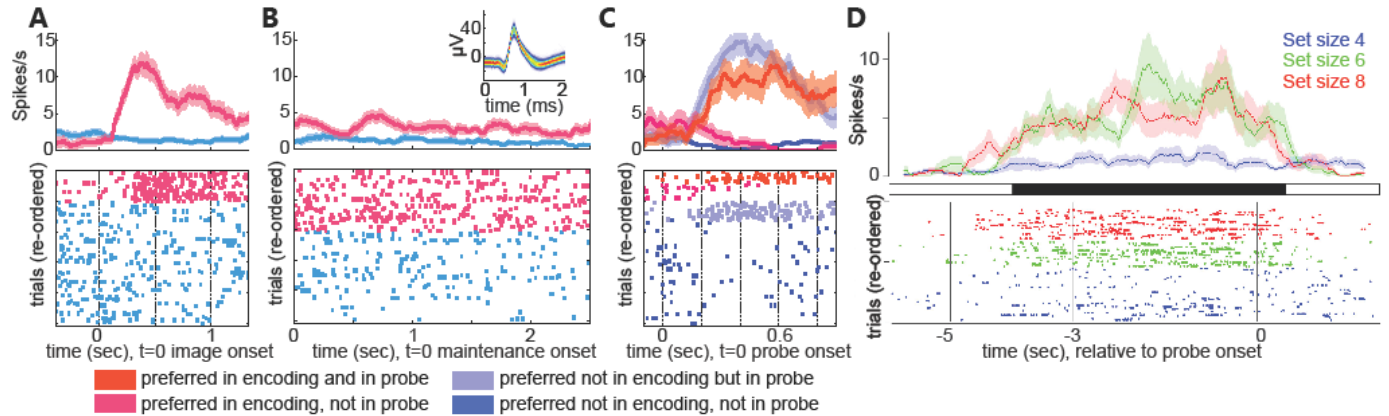 A
B
C
D
Spikes/s
15
10
5
0
trials (re-ordered)
0
1
time (sec), t=0 image onset
15
10
5
0
µV
40
0
0 1 2
time (ms)
trials (re-ordered)
0
1
2
time (sec), t=0 maintenance onset
15
10
5
0
trials (re-ordered)
0
0.6
time (sec), t=0 probe onset
Spikes/s
10
0
Set size 4
Set size 6
Set size 8
trials (re-ordered)
-5
-3
0
time (sec), relative to probe onset
preferred in encoding and in probe
preferred not in encoding but in probe
preferred in encoding, not in probe
preferred not in encoding, not in probe